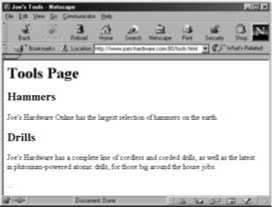 Joe's Tools - Netscape
File Edit View Go Communicator Help
Back Reload Home Search Netscape Print Security Shop N
Bookmarks Location: http://www.joes-hardware.com:80/tools.html What's Related
Tools Page
Hammers
Joe's Hardware Online has the largest selection of hammers on the earth.
Drills
Joe's Hardware has a complete line of cordless and corded drills, as well as the latest
in plutonium-powered atomic drills, for those big around the house jobs.
...
Document: Done